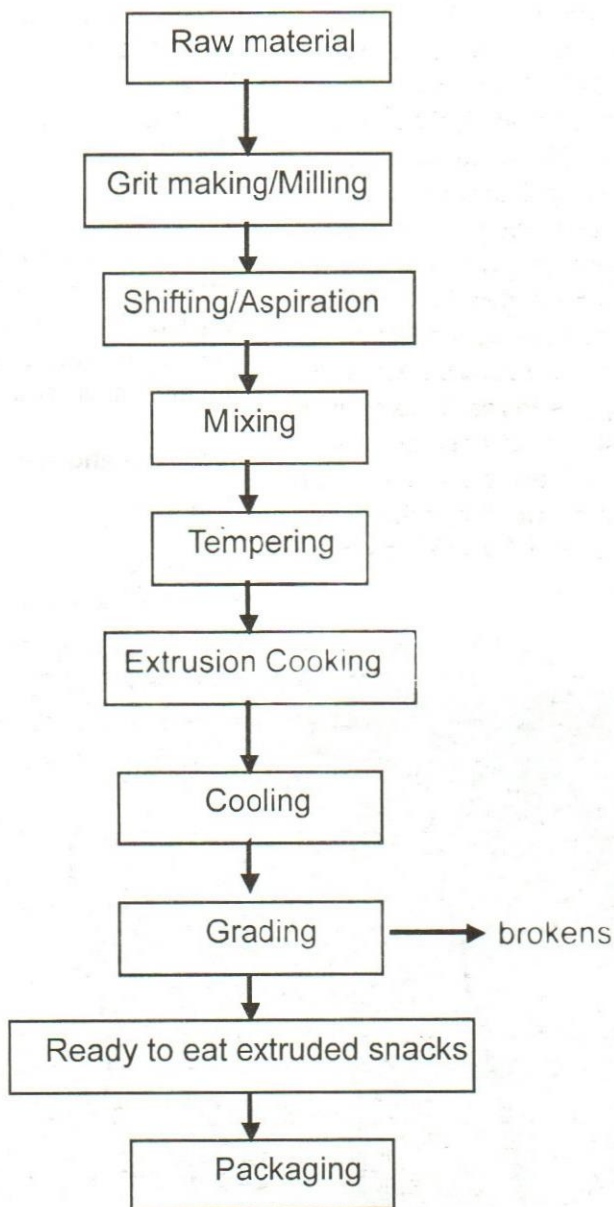 Raw material
Grit making/Milling
Shifting/Aspiration
Mixing
Tempering
Extrusion Cooking
Cooling
Grading
brokens
Ready to eat extruded snacks
Packaging